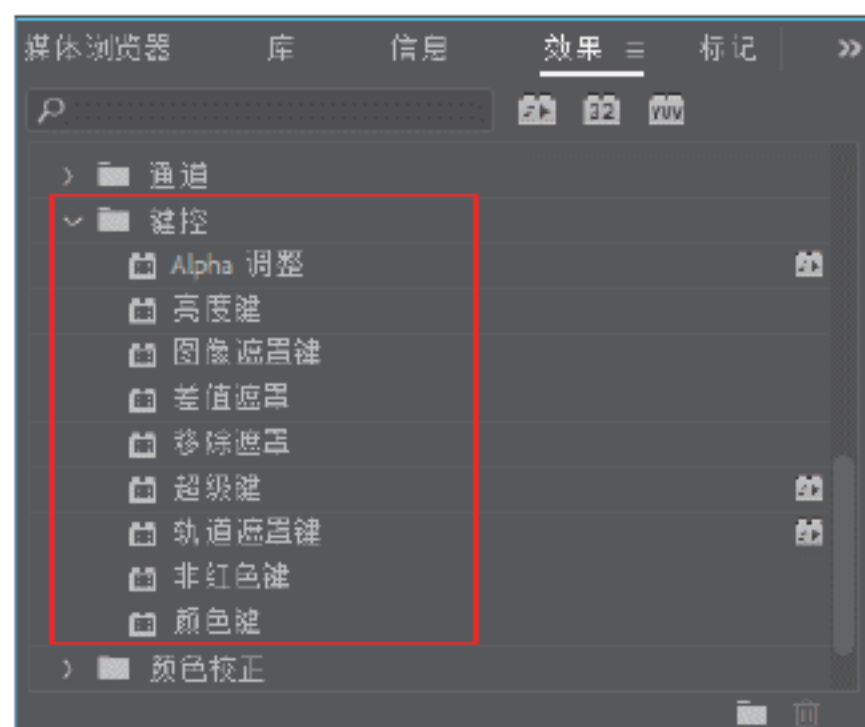 媒体浏览器 库 信息 效果 标记
32 YUV
通道
键控
Alpha 调整
亮度键
图像遮罩键
差值遮罩
移除遮罩
超级键
轨道遮罩键
非红色键
颜色键
颜色校正